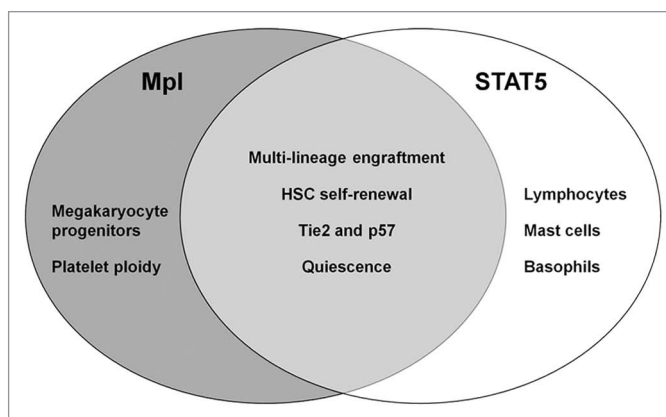 Mpl
STAT5
Multi-lineage engraftment
HSC self-renewal
Tie2 and p57
Quiescence
Megakaryocyte
progenitors
Platelet ploidy
Lymphocytes
Mast cells
Basophils